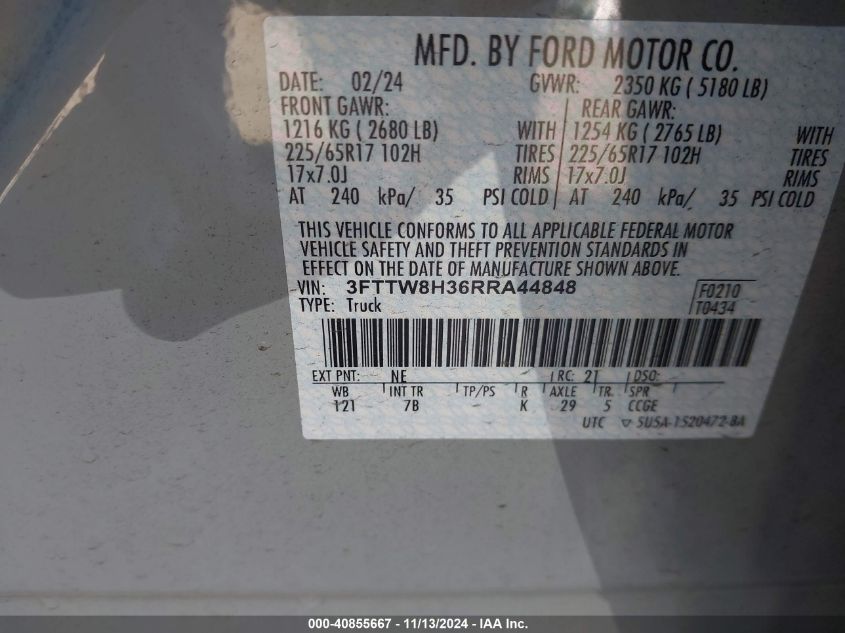 MFD. BY FORD MOTOR CO.
DATE: 02/24 GVWR: 2350 KG ( 5180 LB)
FRONT GAWR: REAR GAWR:
1216 KG ( 2680 LB) WITH 1254 KG ( 2765 LB) WITH
225/65R17 102H TIRES 225/65R17 102H TIRES
17x7.0J RIMS 17x7.0J RIMS
AT 240 kPa/ 35 PSI COLD AT 240 kPa/ 35 PSI COLD
THIS VEHICLE CONFORMS TO ALL APPLICABLE FEDERAL MOTOR
VEHICLE SAFETY AND THEFT PREVENTION STANDARDS IN
EFFECT ON THE DATE OF MANUFACTURE SHOWN ABOVE.
VIN: 3FTTW8H36RRA44848 F0210
TYPE: Truck T0434
EXT PNT: NE RC: 21 DSO:
WB INT TR TP/PS R AXLE TR SPR
121 7B K 29 5 CCGE
UTC ▽ 5U5A-1520472-BA
000-40855667 - 11/13/2024 - IAA Inc.